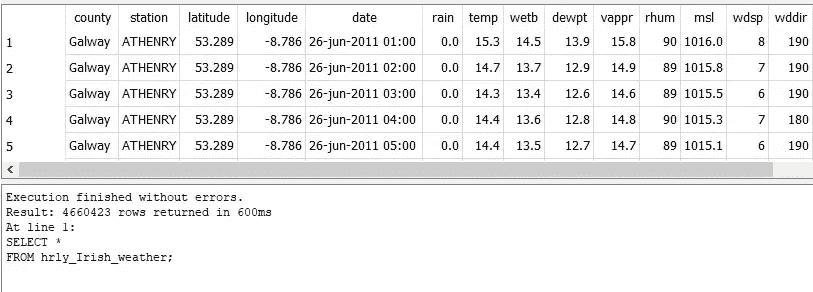 county station latitude longitude date rain temp wetb dewpt vappr rhum msl wdsp wddir
1 Galway ATHENRY 53.289 -8.786 26-jun-2011 01:00 0.0 15.3 14.5 13.9 15.8 90 1016.0 8 190
2 Galway ATHENRY 53.289 -8.786 26-jun-2011 02:00 0.0 14.7 13.7 12.9 14.9 89 1015.8 7 190
3 Galway ATHENRY 53.289 -8.786 26-jun-2011 03:00 0.0 14.3 13.4 12.6 14.6 89 1015.5 6 190
4 Galway ATHENRY 53.289 -8.786 26-jun-2011 04:00 0.0 14.4 13.6 12.8 14.8 90 1015.3 7 180
5 Galway ATHENRY 53.289 -8.786 26-jun-2011 05:00 0.0 14.4 13.5 12.7 14.7 89 1015.1 6 190
Execution finished without errors.
Result: 4660423 rows returned in 600ms
At line 1:
SELECT *
FROM hrly_Irish_weather;